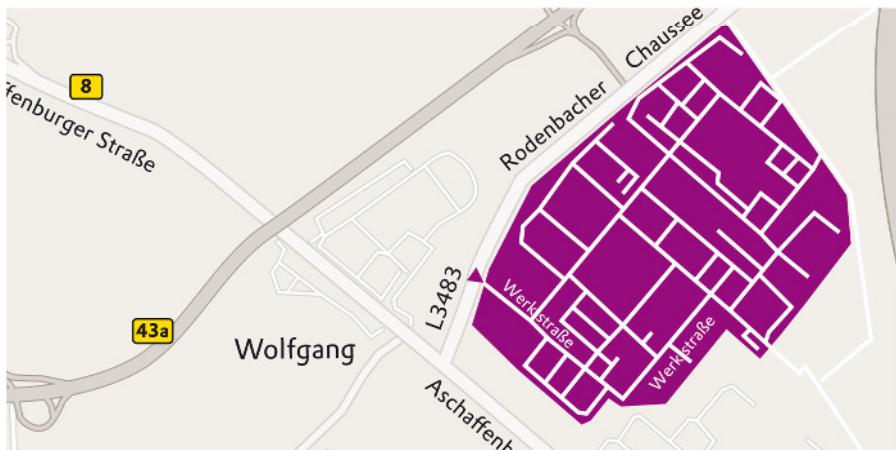 Chaussee
8
Rodenbacher
ffenburger Straße
L3483
Werkstraße
43a
Wolfgang
Werkstraße
Aschaffenb